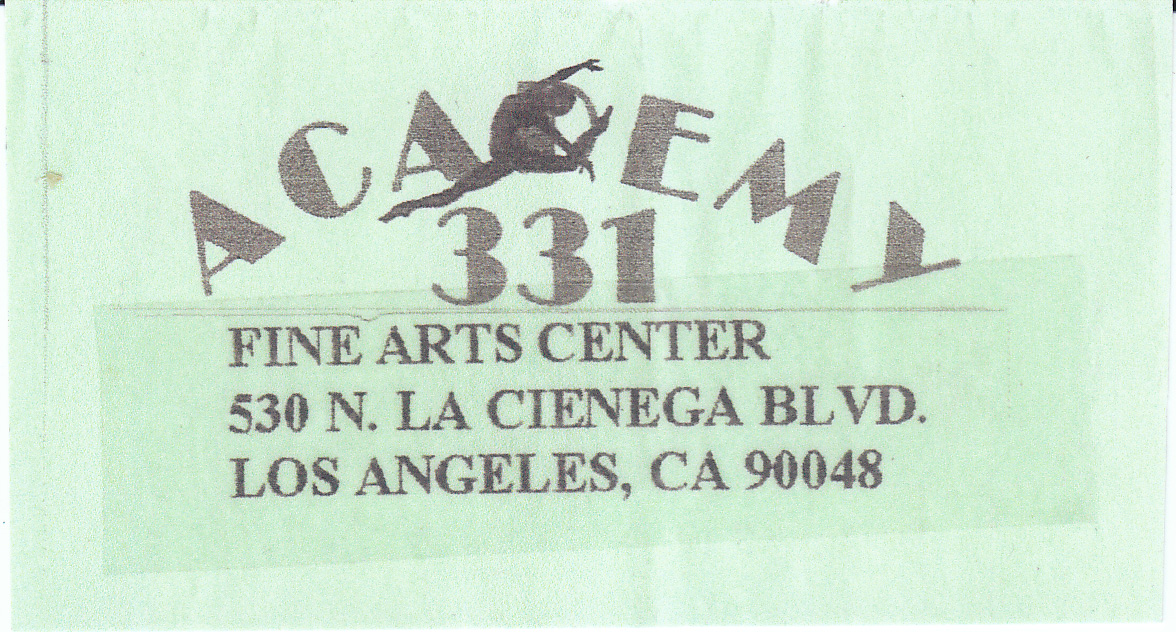 ACADEMY
331
FINE ARTS CENTER
530 N. LA CIENEGA BLVD.
LOS ANGELES, CA 90048